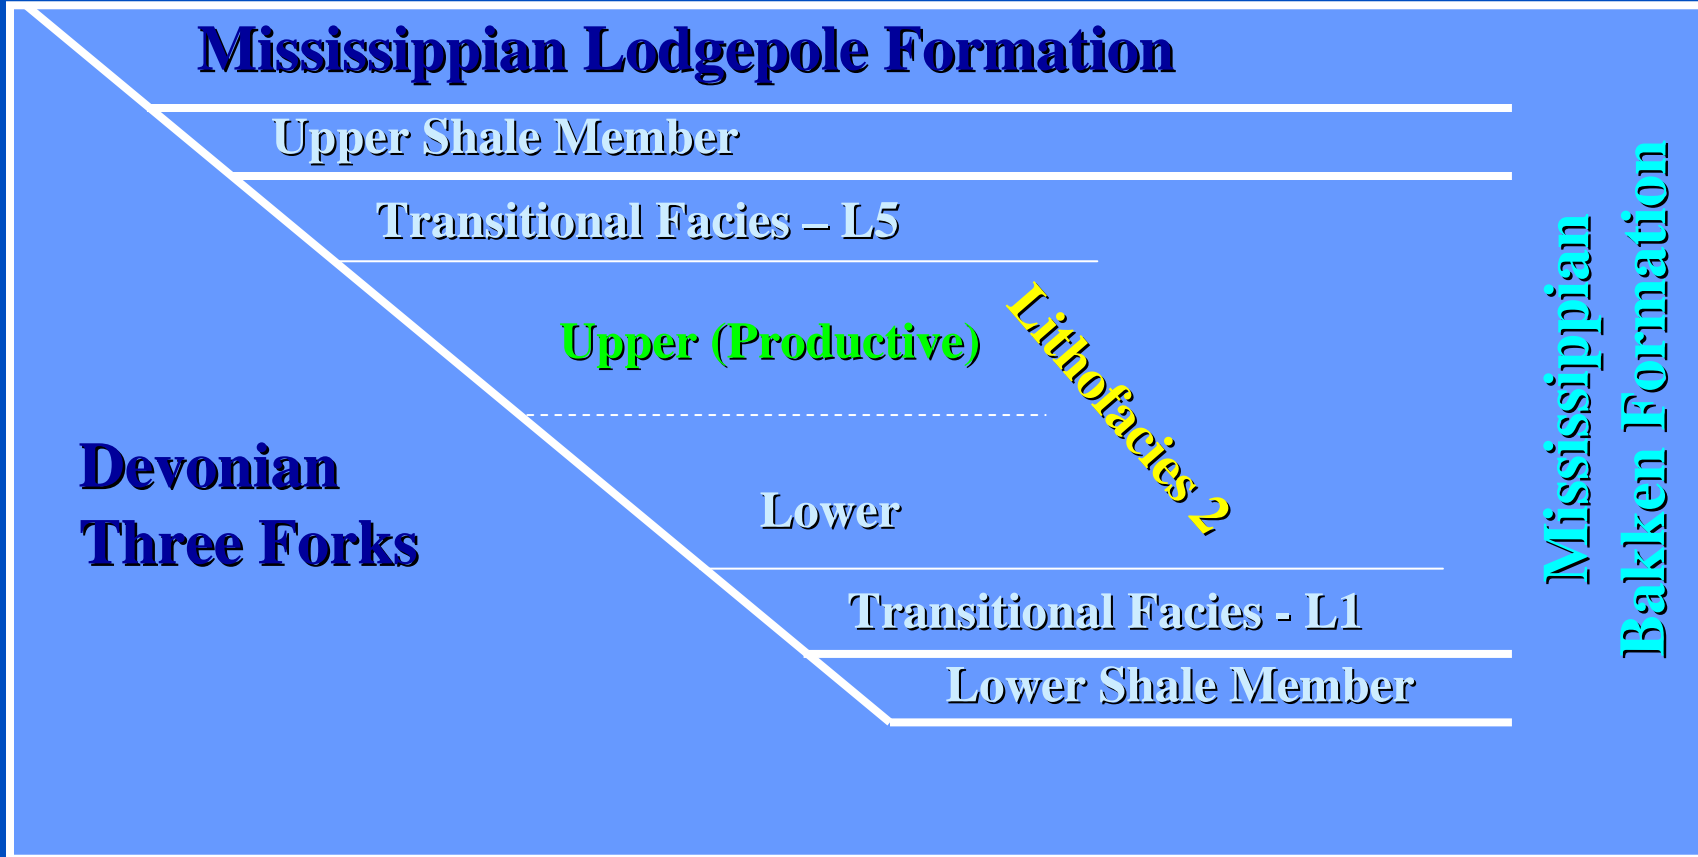 Mississippian Lodgepole Formation
Upper Shale Member
Transitional Facies – L5
Upper (Productive)
Lithofacies 2
Lower
Devonian
Three Forks
Transitional Facies - L1
Lower Shale Member
Mississippian
Bakken Formation